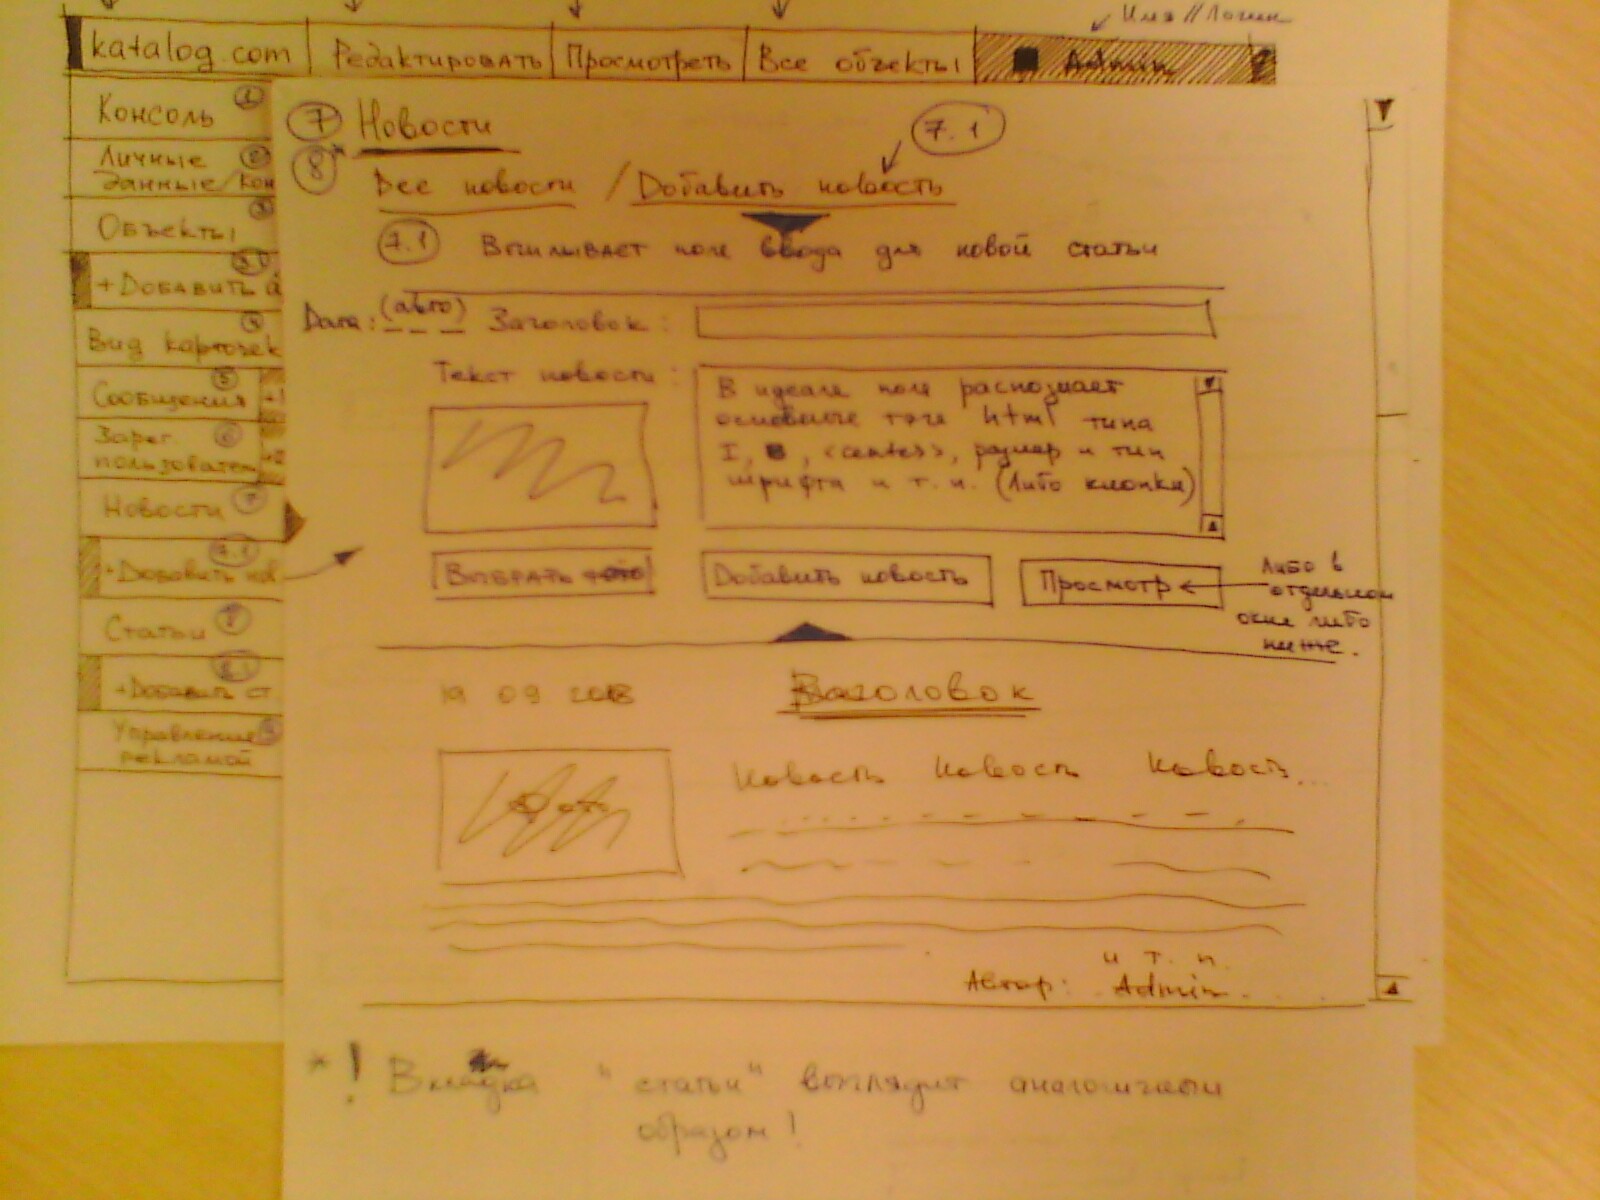 Имя // Логин
katalog.com Редактировать Просмотреть Все объекты Admin
Консоль 1
Личные 2
данные/кон
Объекты 3
+ Добавить
Вид карточек 4
Сообщения 5 +1
Зарег. 6
пользовател
Новости 7
+Добавить но 7.1
Статьи 8
+Добавить ст 8.1
Управление 9
рекламой
7 Новости 7.1
8*
Все новости / Добавить новость
7.1 Всплывает поле ввода для новой статьи
Дата: (авто) Заголовок:
Текст новости:
В идеале поле распознает
основные тэги html типа
I, B, <center>, размер и тип
шрифта и т.п. (либо кнопки)
Выбрать фото Добавить новость Просмотр
Либо в
отдельном
окне либо
ниже.
19 09 2013 Заголовок
Фото
Новость Новость Новость...
и т. п.
Автор: Admin
* ! Вкладка "статьи" выглядит аналогичным
образом!